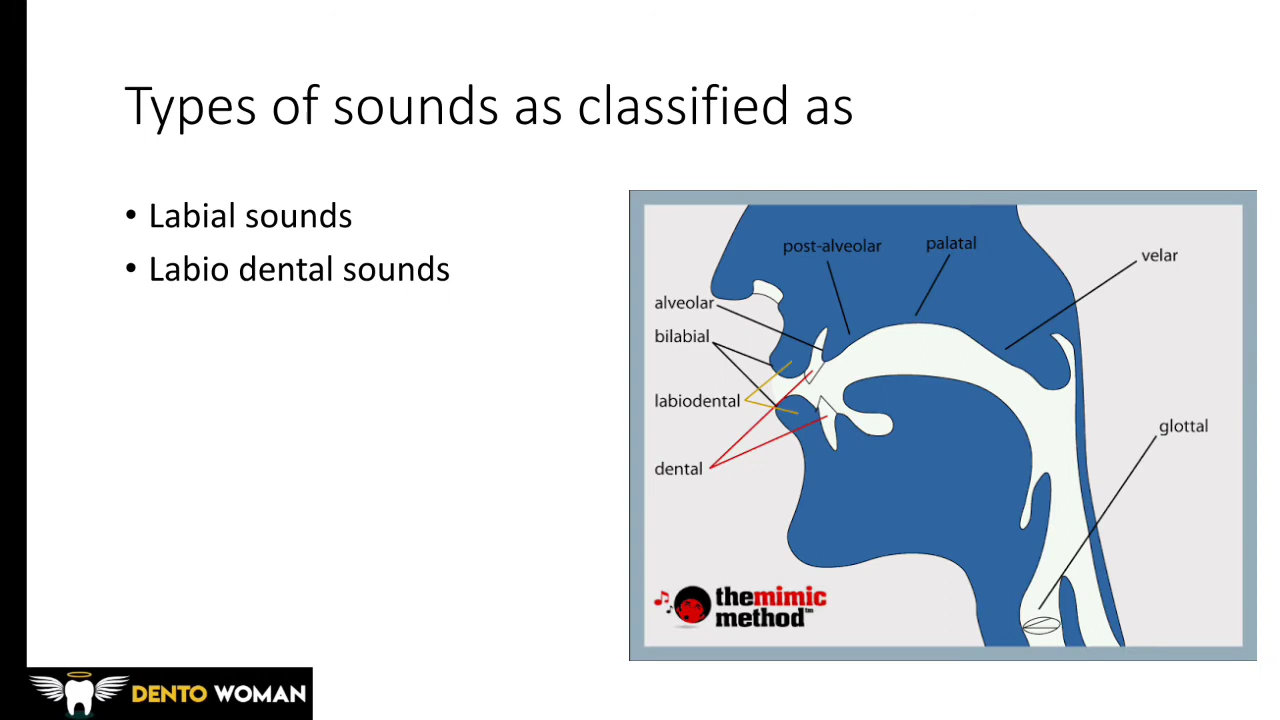 Types of sounds as classified as
• Labial sounds
• Labio dental sounds
post-alveolar
palatal
velar
alveolar
bilabial
labiodental
glottal
dental
themimic
method™
DENTO WOMAN